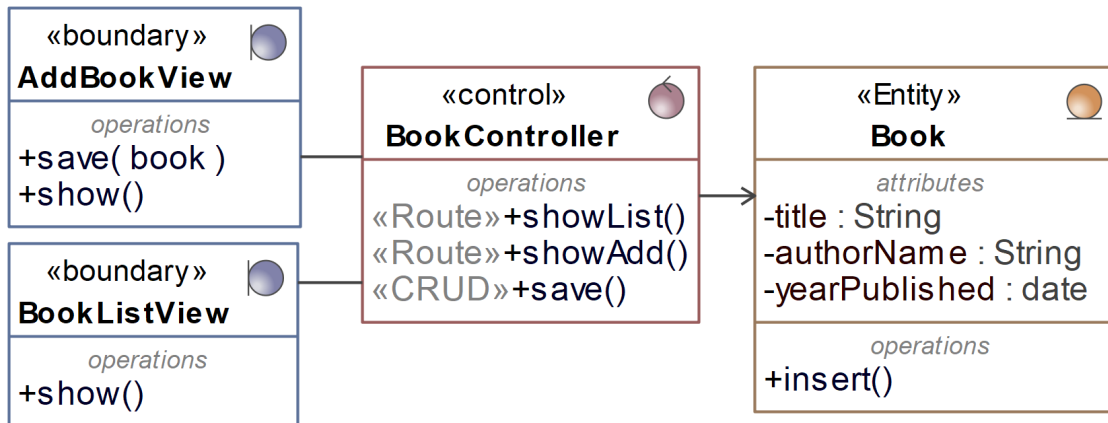 «boundary»
AddBookView
operations
+save( book )
+show()
«boundary»
BookListView
operations
+show()
«control»
BookController
operations
«Route»+showList()
«Route»+showAdd()
«CRUD»+save()
«Entity»
Book
attributes
-title : String
-authorName : String
-yearPublished : date
operations
+insert()